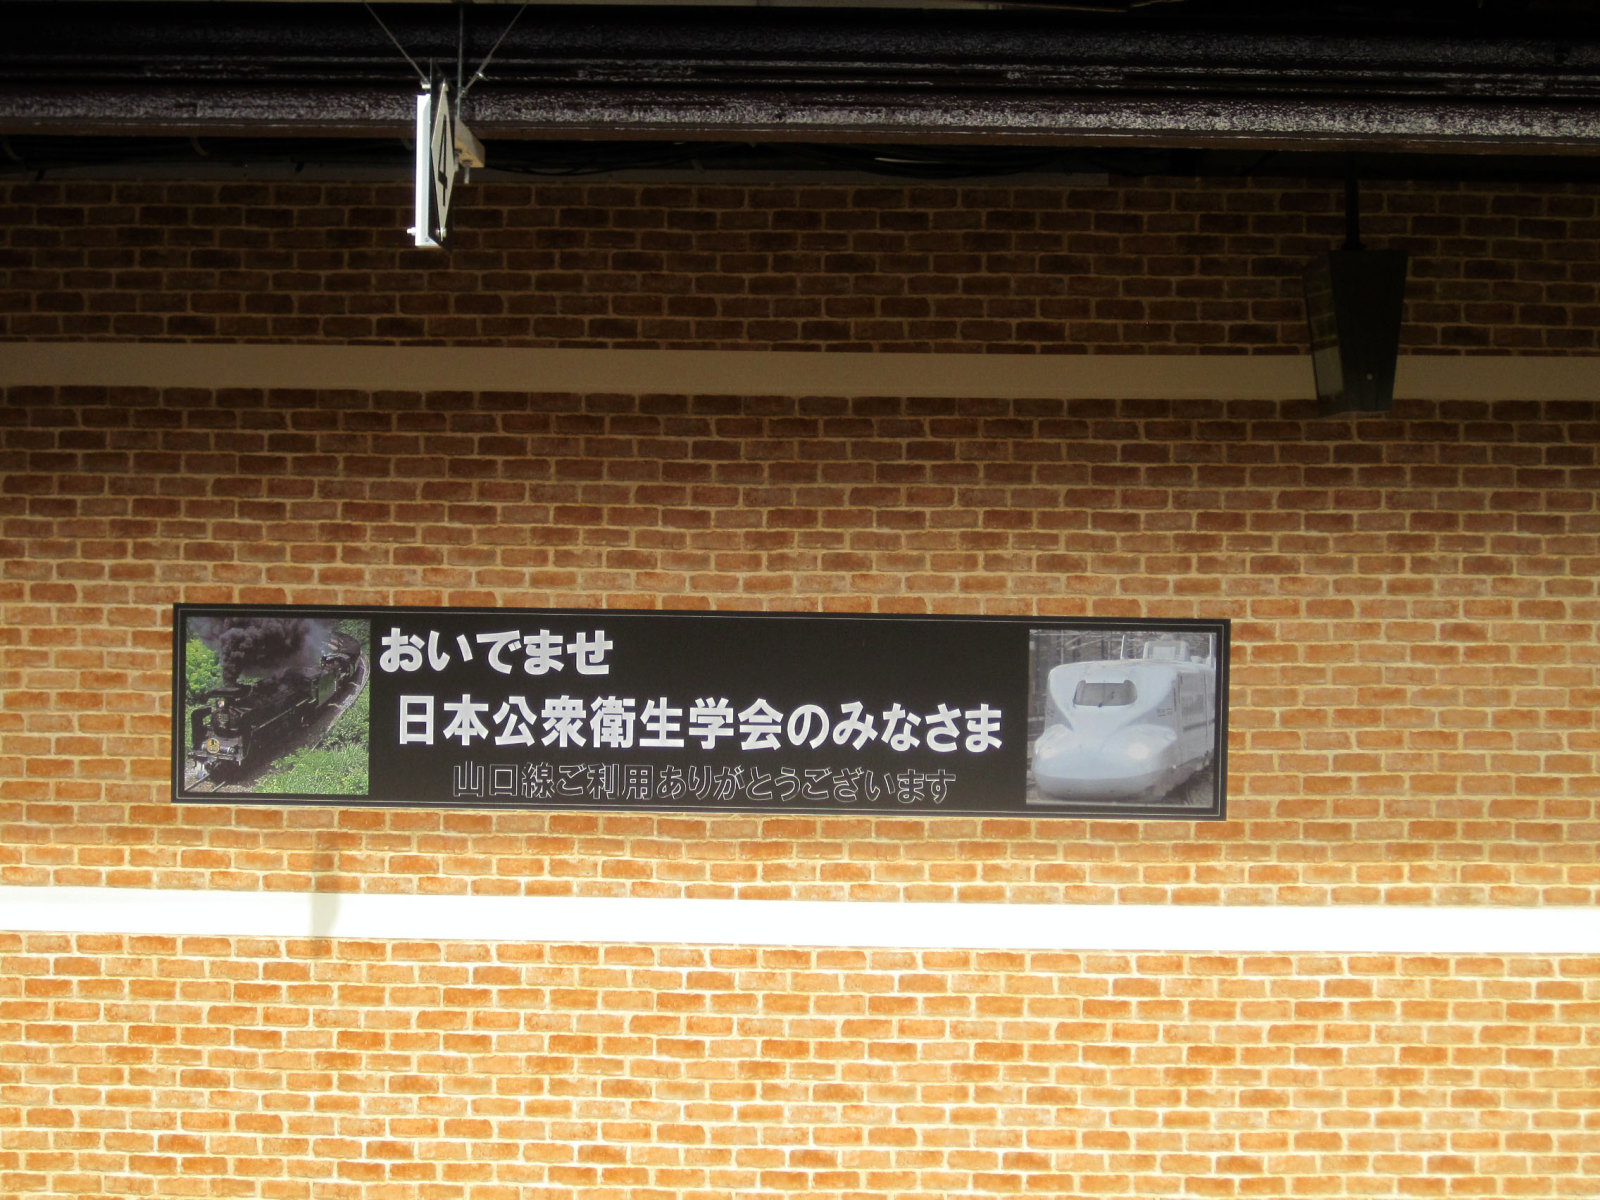 4
おいでませ
日本公衆衛生学会のみなさま
山口線ご利用ありがとうございます